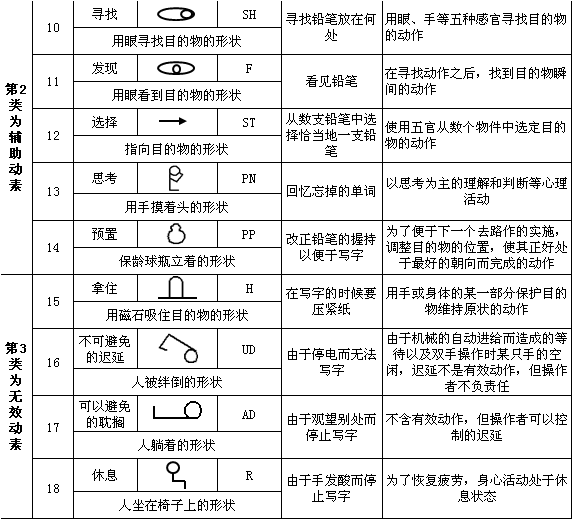 第2类为辅助动素
10
寻找
SH
用眼寻找目的物的形状
寻找铅笔放在何
处
用眼、手等五种感官寻找目的物
的动作
11
发现
F
用眼看到目的物的形状
看见铅笔
在寻找动作之后，找到目的物瞬
间的动作
12
选择
ST
指向目的物的形状
从数支铅笔中选
择恰当地一支铅
笔
使用五官从数个物件中选定目的
物的动作
13
思考
PN
用手摸着头的形状
回忆忘掉的单词
以思考为主的理解和判断等心理
活动
14
预置
PP
保龄球瓶立着的形状
改正铅笔的握持
以便于写字
为了便于下一个去路作的实施，
调整目的物的位置，使其正好处
于最好的朝向而完成的动作
第3类为无效动素
15
拿住
H
用磁石吸住目的物的形状
在写字的时候要
压紧纸
用手或身体的某一部分保护目的
物维持原状的动作
16
不可避免
的迟延
UD
人被绊倒的形状
由于停电而无法
写字
由于机械的自动进给而造成的等
待以及双手操作时某只手的空
闲，迟延不是有效动作，但操作
者不负责任
17
可以避免
的耽搁
AD
人躺着的形状
由于观望别处而
停止写字
不含有效动作，但操作者可以控
制的迟延
18
休息
R
人坐在椅子上的形状
由于手发酸而停
止写字
为了恢复疲劳，身心活动处于休
息状态